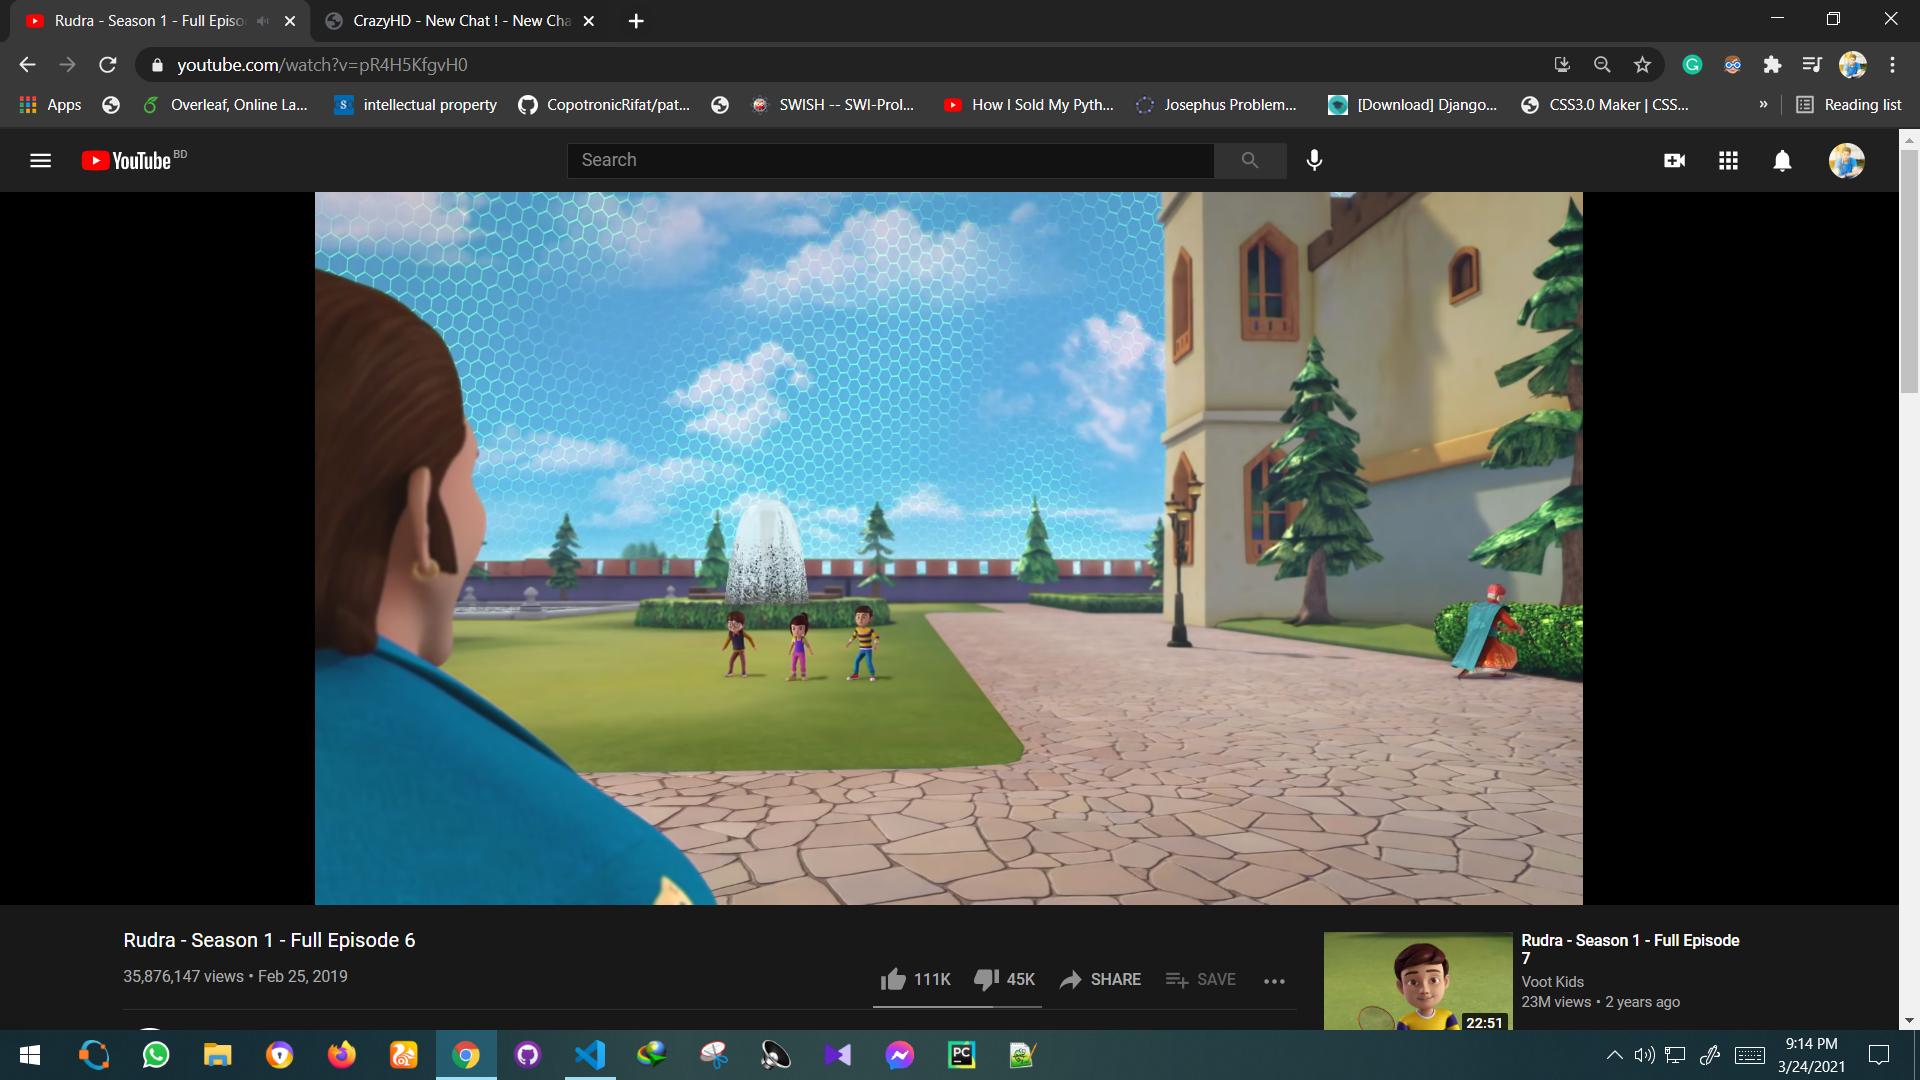 Rudra - Season 1 - Full Episo
CrazyHD - New Chat ! - New Cha
youtube.com/watch?v=pR4H5KfgvH0
Apps
Overleaf, Online La...
intellectual property
CopotronicRifat/pat...
SWISH -- SWI-Prol...
How I Sold My Pyth...
Josephus Problem...
[Download] Django...
CSS3.0 Maker | CSS...
»
Reading list
YouTube BD
Search
Rudra - Season 1 - Full Episode 6
35,876,147 views • Feb 25, 2019
111K
45K
SHARE
SAVE
22:51
Rudra - Season 1 - Full Episode
7
Voot Kids
23M views • 2 years ago
PC
9:14 PM
3/24/2021